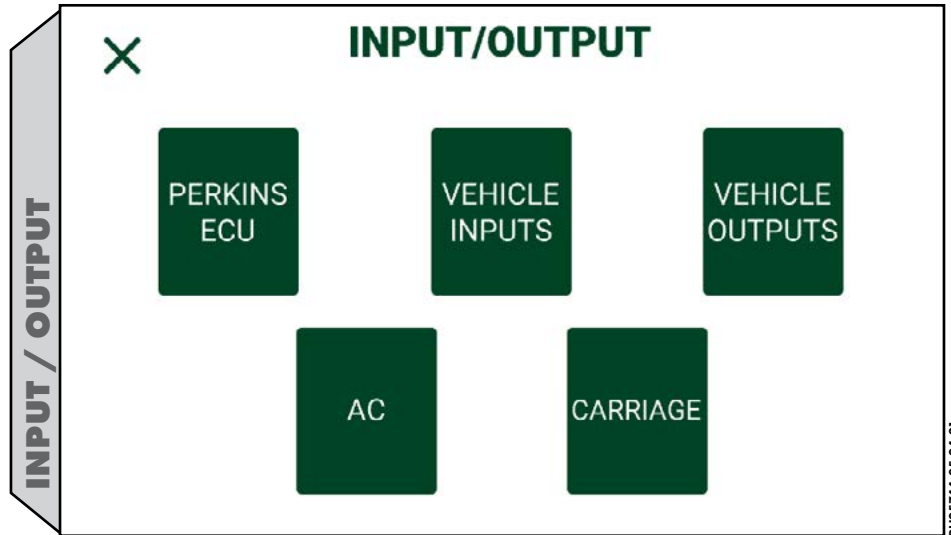 INPUT / OUTPUT
INPUT/OUTPUT
PERKINS
ECU
VEHICLE
INPUTS
VEHICLE
OUTPUTS
AC
CARRIAGE